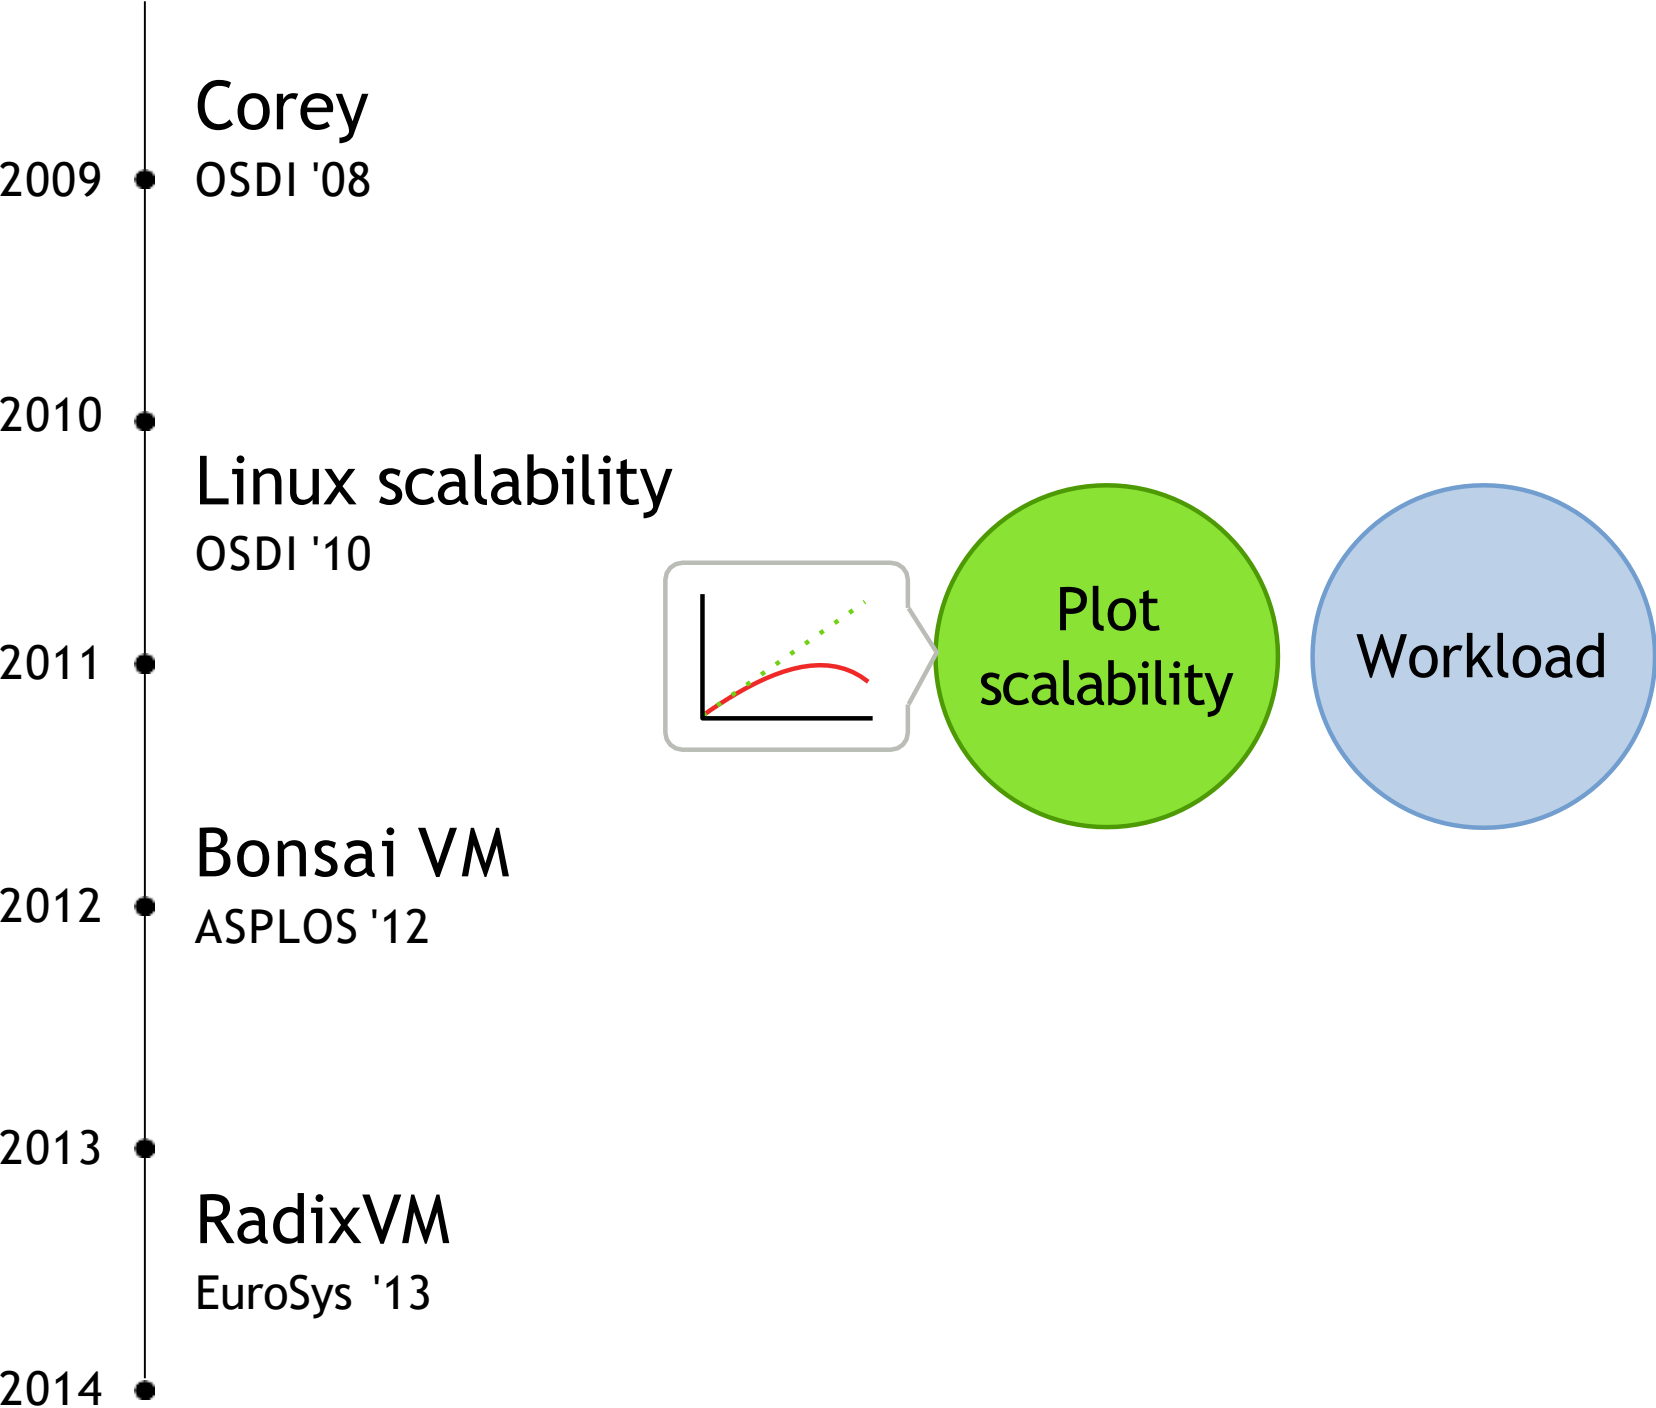 Corey
2009
OSDI '08
2010
Linux scalability
OSDI '10
2011
Plot
scalability
Workload
Bonsai VM
2012
ASPLOS '12
2013
RadixVM
EuroSys '13
2014